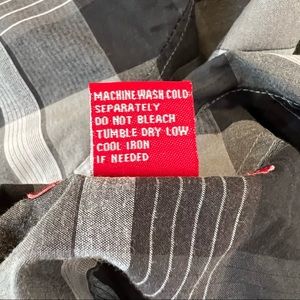 MACHINE WASH COLD
SEPARATELY
DO NOT BLEACH
TUMBLE DRY LOW
COOL IRON
IF NEEDED